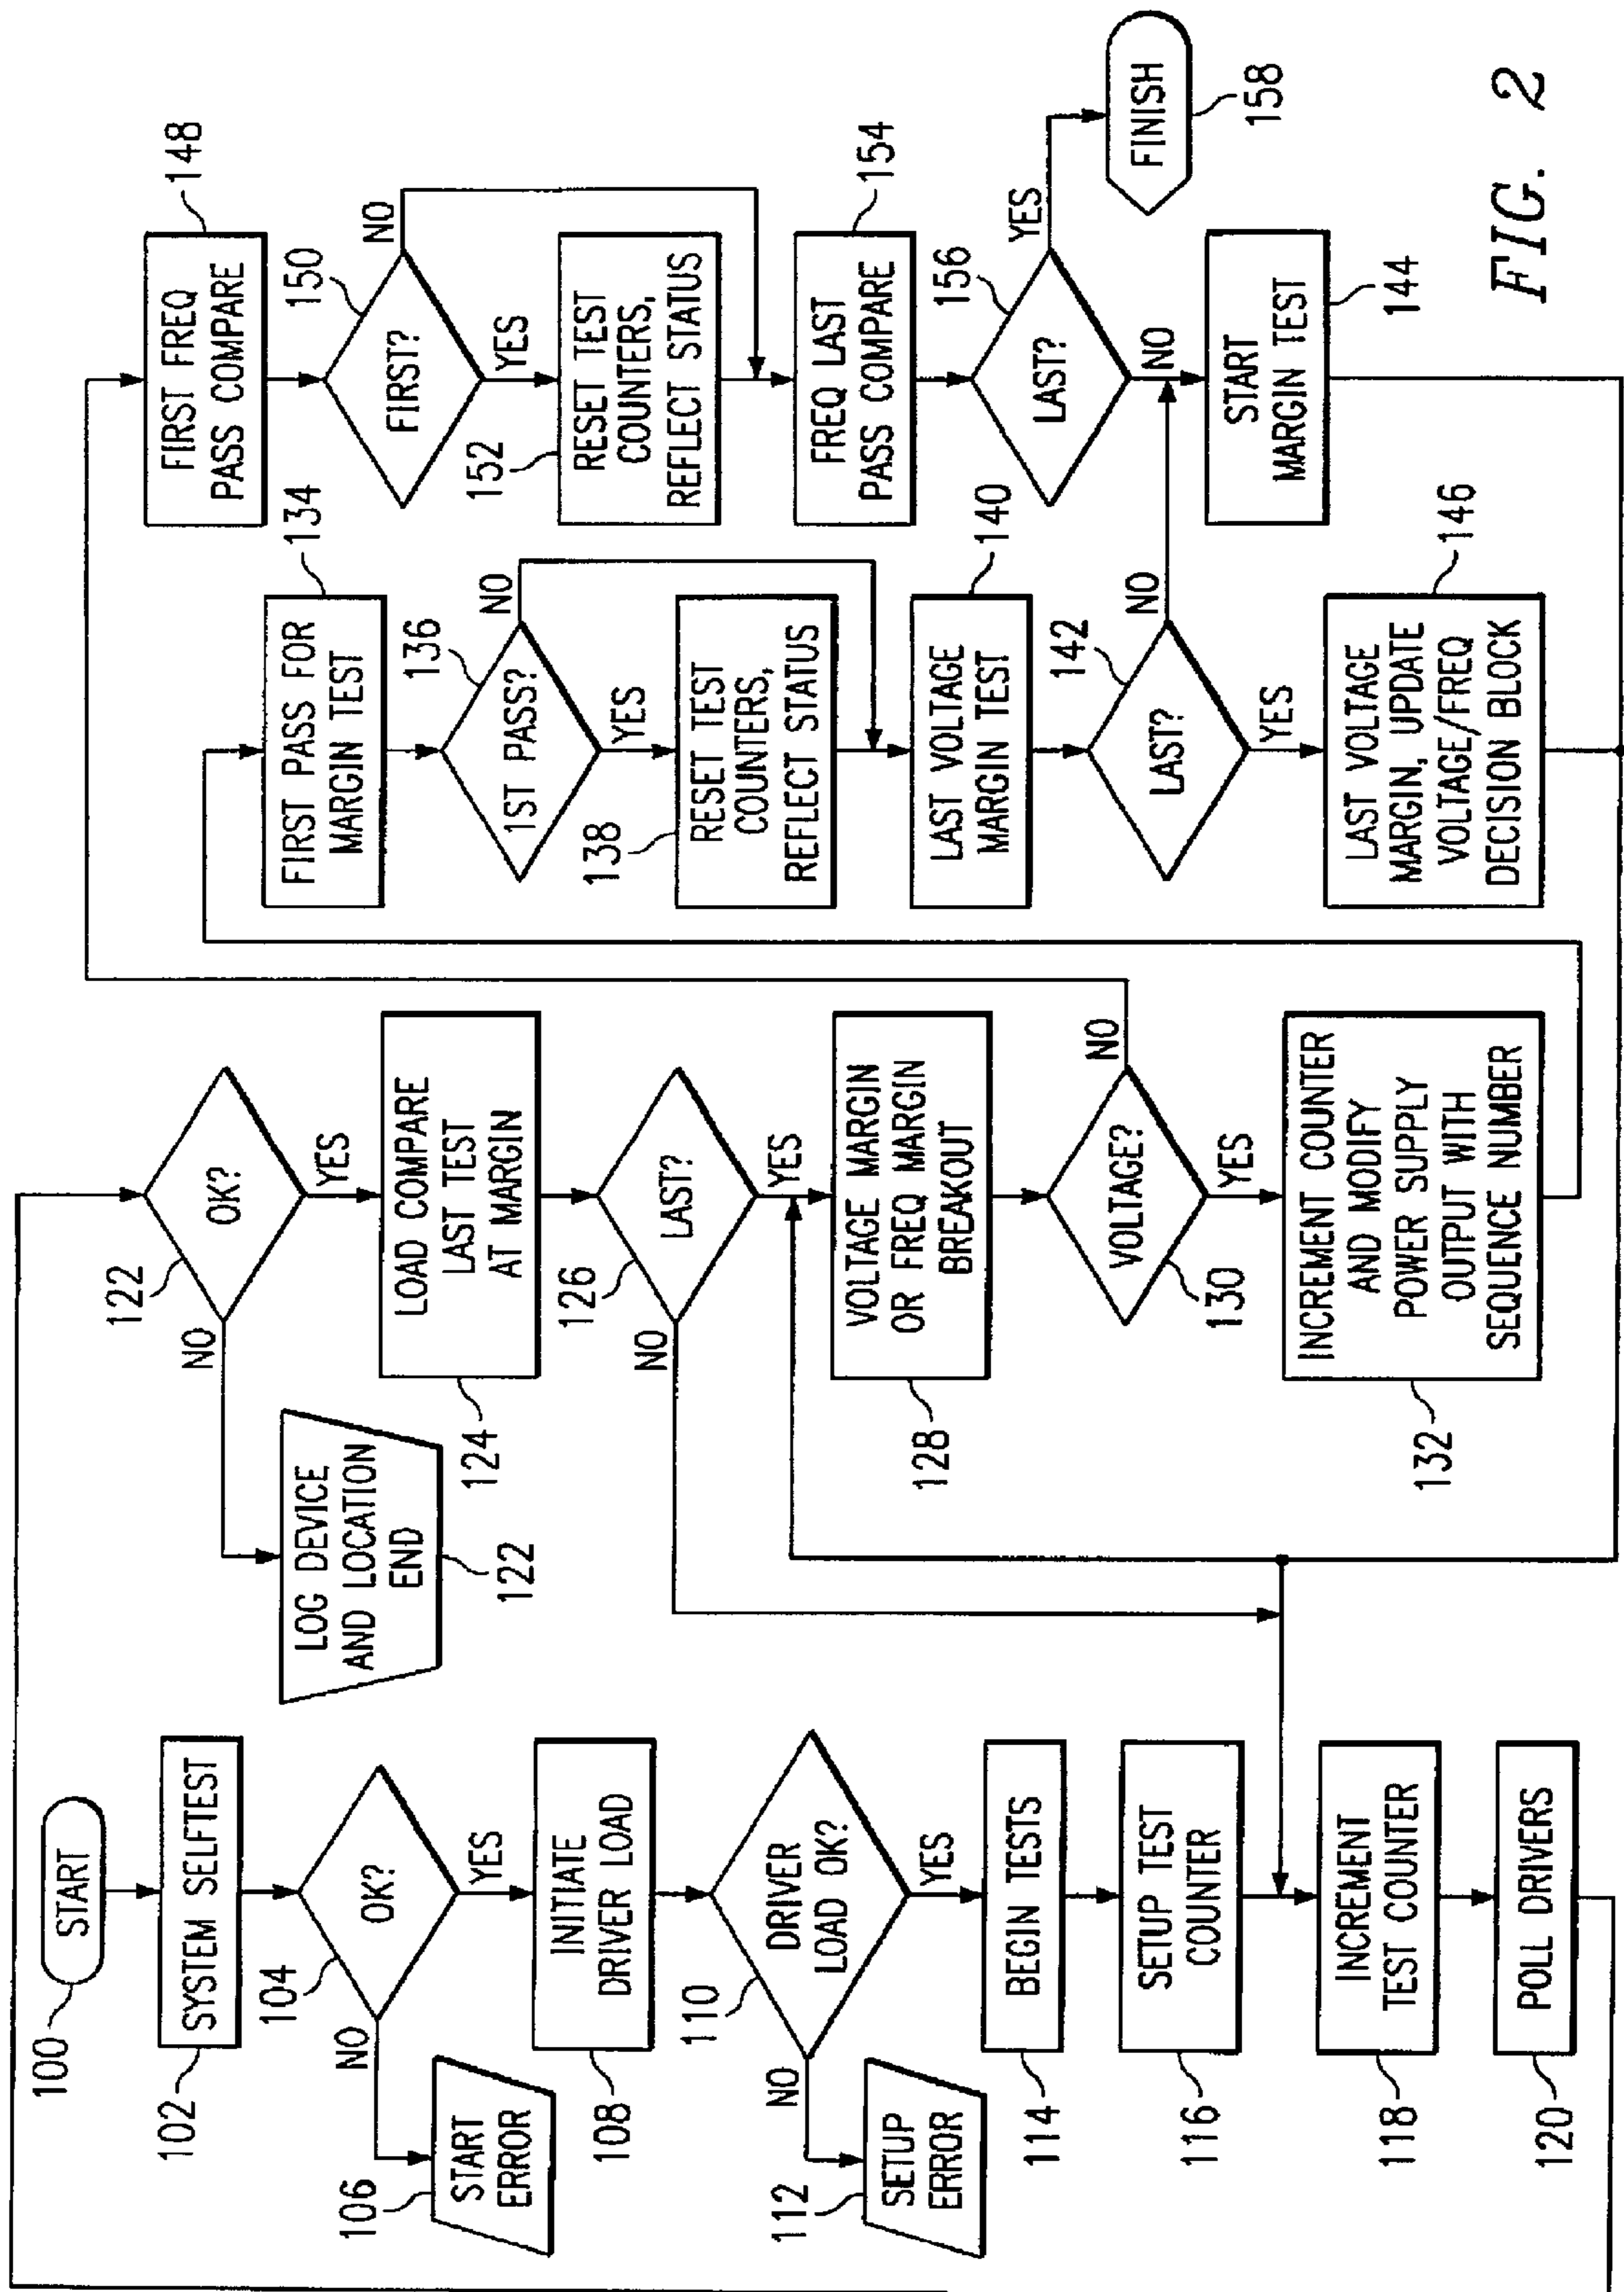 100
START
102
SYSTEM SELFTEST
104
OK?
NO
YES
106
START
ERROR
108
INITIATE
DRIVER LOAD
110
DRIVER
LOAD OK?
NO
YES
112
SETUP
ERROR
114
BEGIN TESTS
116
SETUP TEST
COUNTER
118
INCREMENT
TEST COUNTER
120
POLL DRIVERS
122
OK?
NO
YES
LOG DEVICE
AND LOCATION
END
122
124
LOAD COMPARE
LAST TEST
AT MARGIN
126
LAST?
NO
YES
128
VOLTAGE MARGIN
OR FREQ MARGIN
BREAKOUT
130
VOLTAGE?
NO
YES
132
INCREMENT COUNTER
AND MODIFY
POWER SUPPLY
OUTPUT WITH
SEQUENCE NUMBER
134
FIRST PASS FOR
MARGIN TEST
136
1ST PASS?
NO
YES
138
RESET TEST
COUNTERS,
REFLECT STATUS
140
LAST VOLTAGE
MARGIN TEST
142
LAST?
NO
YES
146
LAST VOLTAGE
MARGIN, UPDATE
VOLTAGE/FREQ
DECISION BLOCK
148
FIRST FREQ
PASS COMPARE
150
FIRST?
NO
YES
152
RESET TEST
COUNTERS,
REFLECT STATUS
154
FREQ LAST
PASS COMPARE
156
LAST?
YES
NO
FINISH
158
START
MARGIN TEST
144
FIG. 2